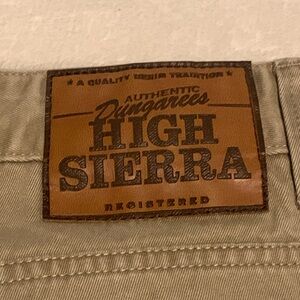 ★ A QUALITY DENIM TRADITION ★
AUTHENTIC
Dungarees
HIGH
SIERRA
REGISTERED